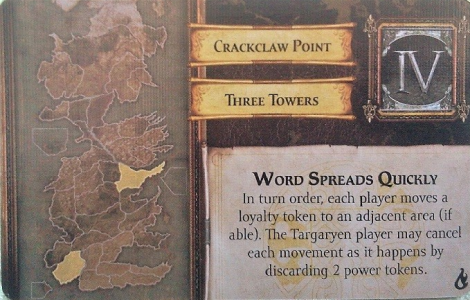 CRACKCLAW POINT
THREE TOWERS
IV
WORD SPREADS QUICKLY
In turn order, each player moves a
loyalty token to an adjacent area (if
able). The Targaryen player may cancel
each movement as it happens by
discarding 2 power tokens.